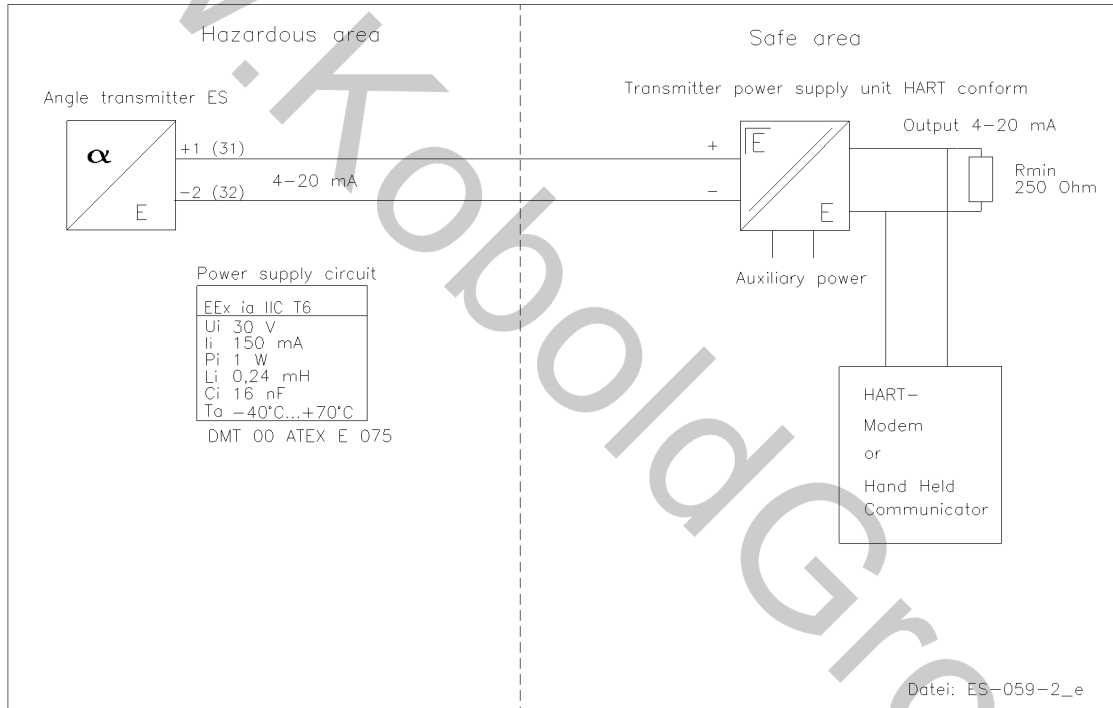 Hazardous area
Safe area
Angle transmitter ES
Transmitter power supply unit HART conform
Output 4-20 mA
α
E
+1 (31)
4-20 mA
-2 (32)
+
-
E
E
Rmin
250 Ohm
Auxiliary power
Power supply circuit
EEx ia IIC T6
Ui 30 V
Ii 150 mA
Pi 1 W
Li 0,24 mH
Ci 16 nF
Ta -40°C...+70°C
DMT 00 ATEX E 075
HART-
Modem
or
Hand Held
Communicator
Datei: ES-059-2_e
.KoboldGro